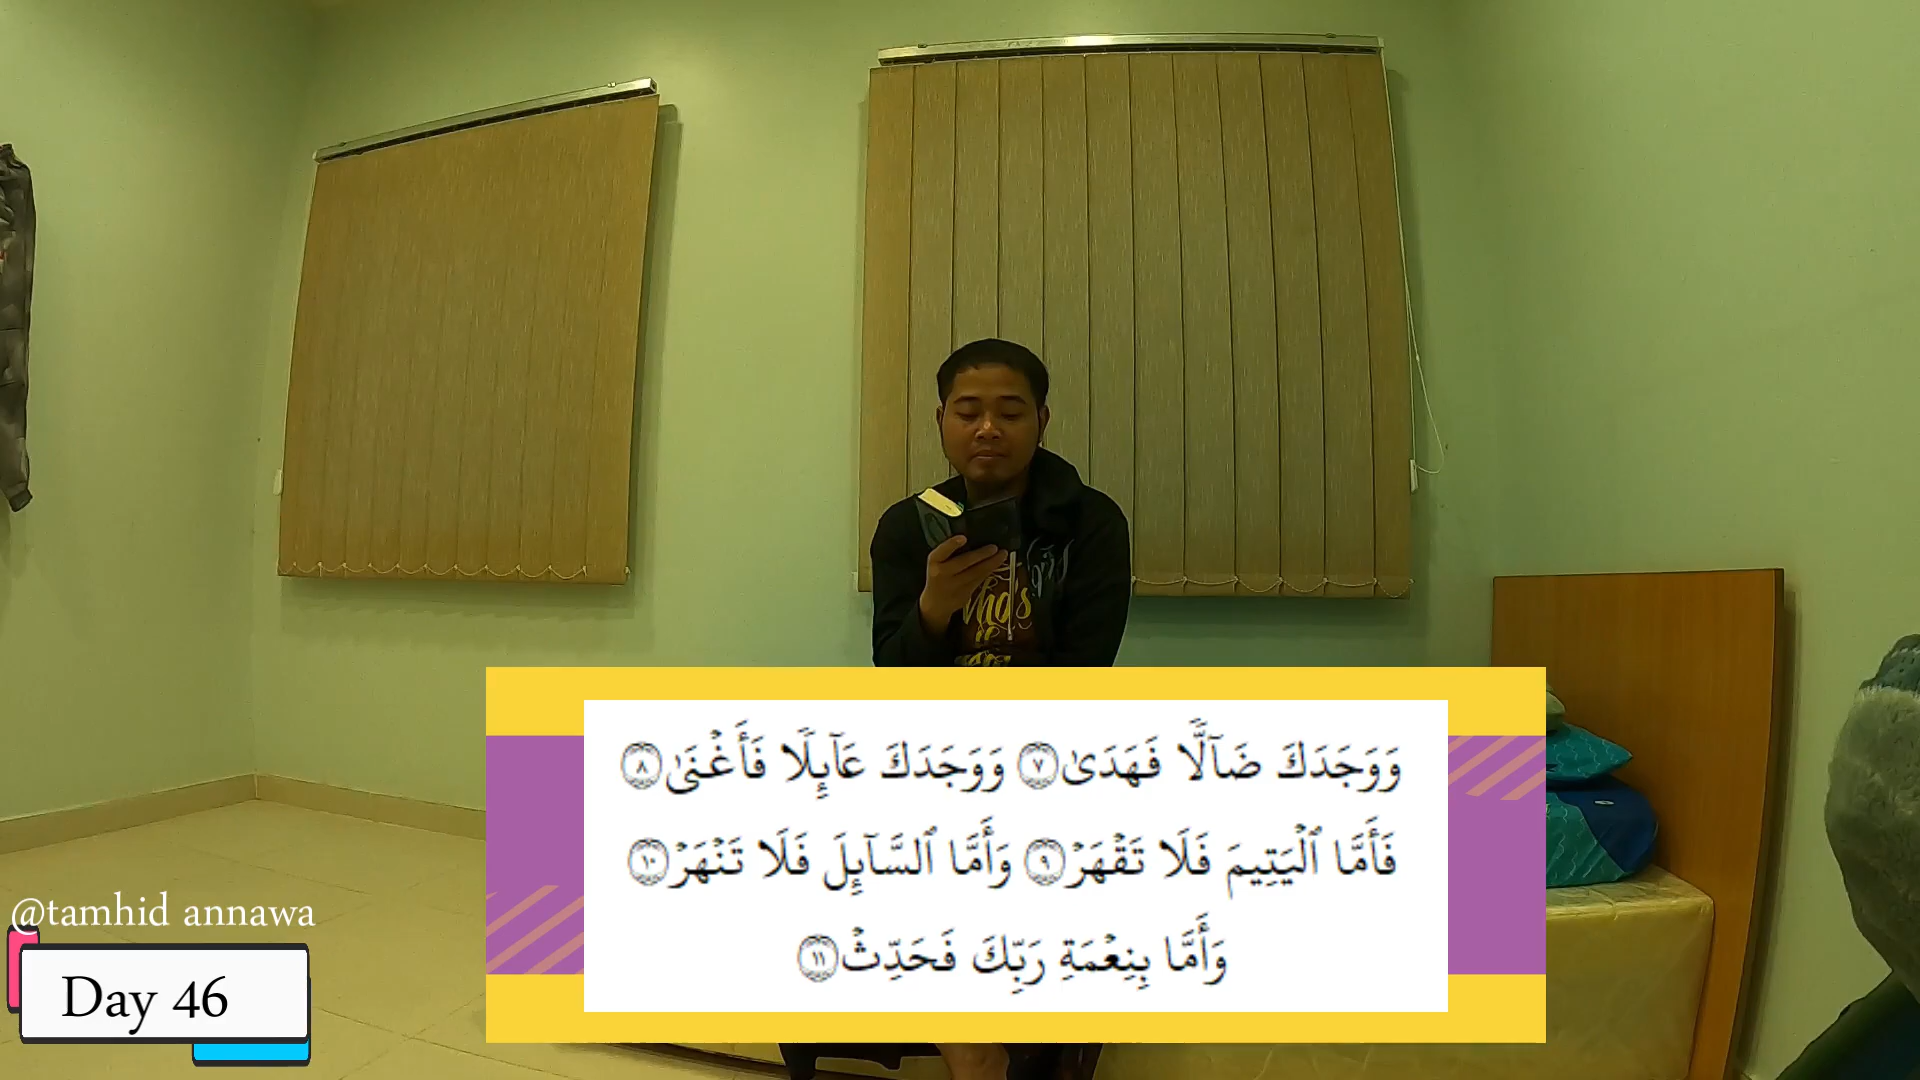 وَوَجَدَكَ ضَآلًّا فَهَدَىٰ ۝٧ وَوَجَدَكَ عَآئِلًا فَأَغْنَىٰ ۝٨
فَأَمَّا ٱلْيَتِيمَ فَلَا تَقْهَرْ ۝٩ وَأَمَّا ٱلسَّآئِلَ فَلَا تَنْهَرْ ۝١٠
وَأَمَّا بِنِعْمَةِ رَبِّكَ فَحَدِّثْ ۝١١
@tamhid annawa
Day 46